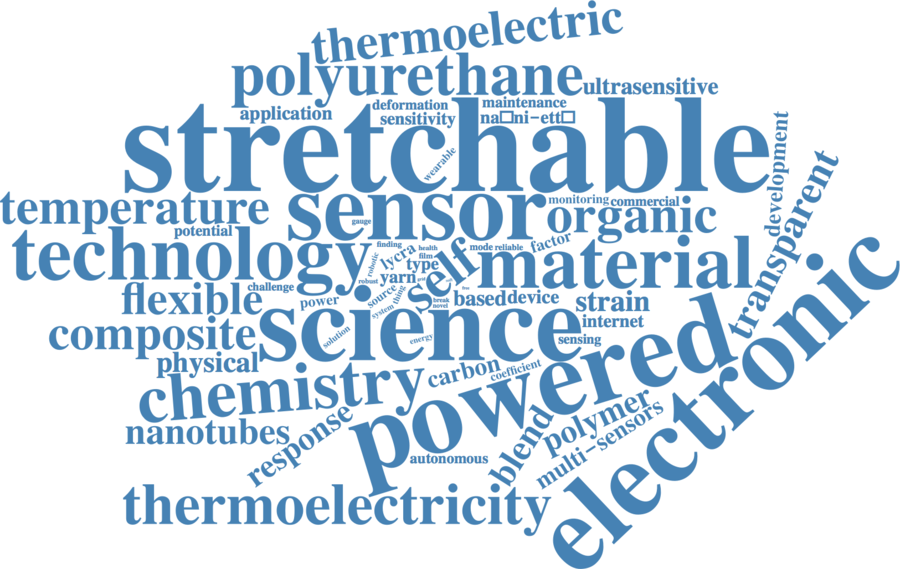 thermoelectric
polyurethane
ultrasensitive
application
deformation
maintenance
sensitivity
na□ni-ett□
stretchable
wearable
development
transparent
temperature
sensor
monitoring
commercial
organic
gauge
potential
technology
finding
health
mode
reliable
factor
lycra
film
robotic
type
self
material
robust
yarn
flexible
challenge
power
source
thing
system
break
novel
based
device
strain
composite
science
solution
energy
internet
sensing
physical
powered
electronic
chemistry
carbon
coefficient
nanotubes
response
autonomous
blend
polymer
multi-sensors
thermoelectricity